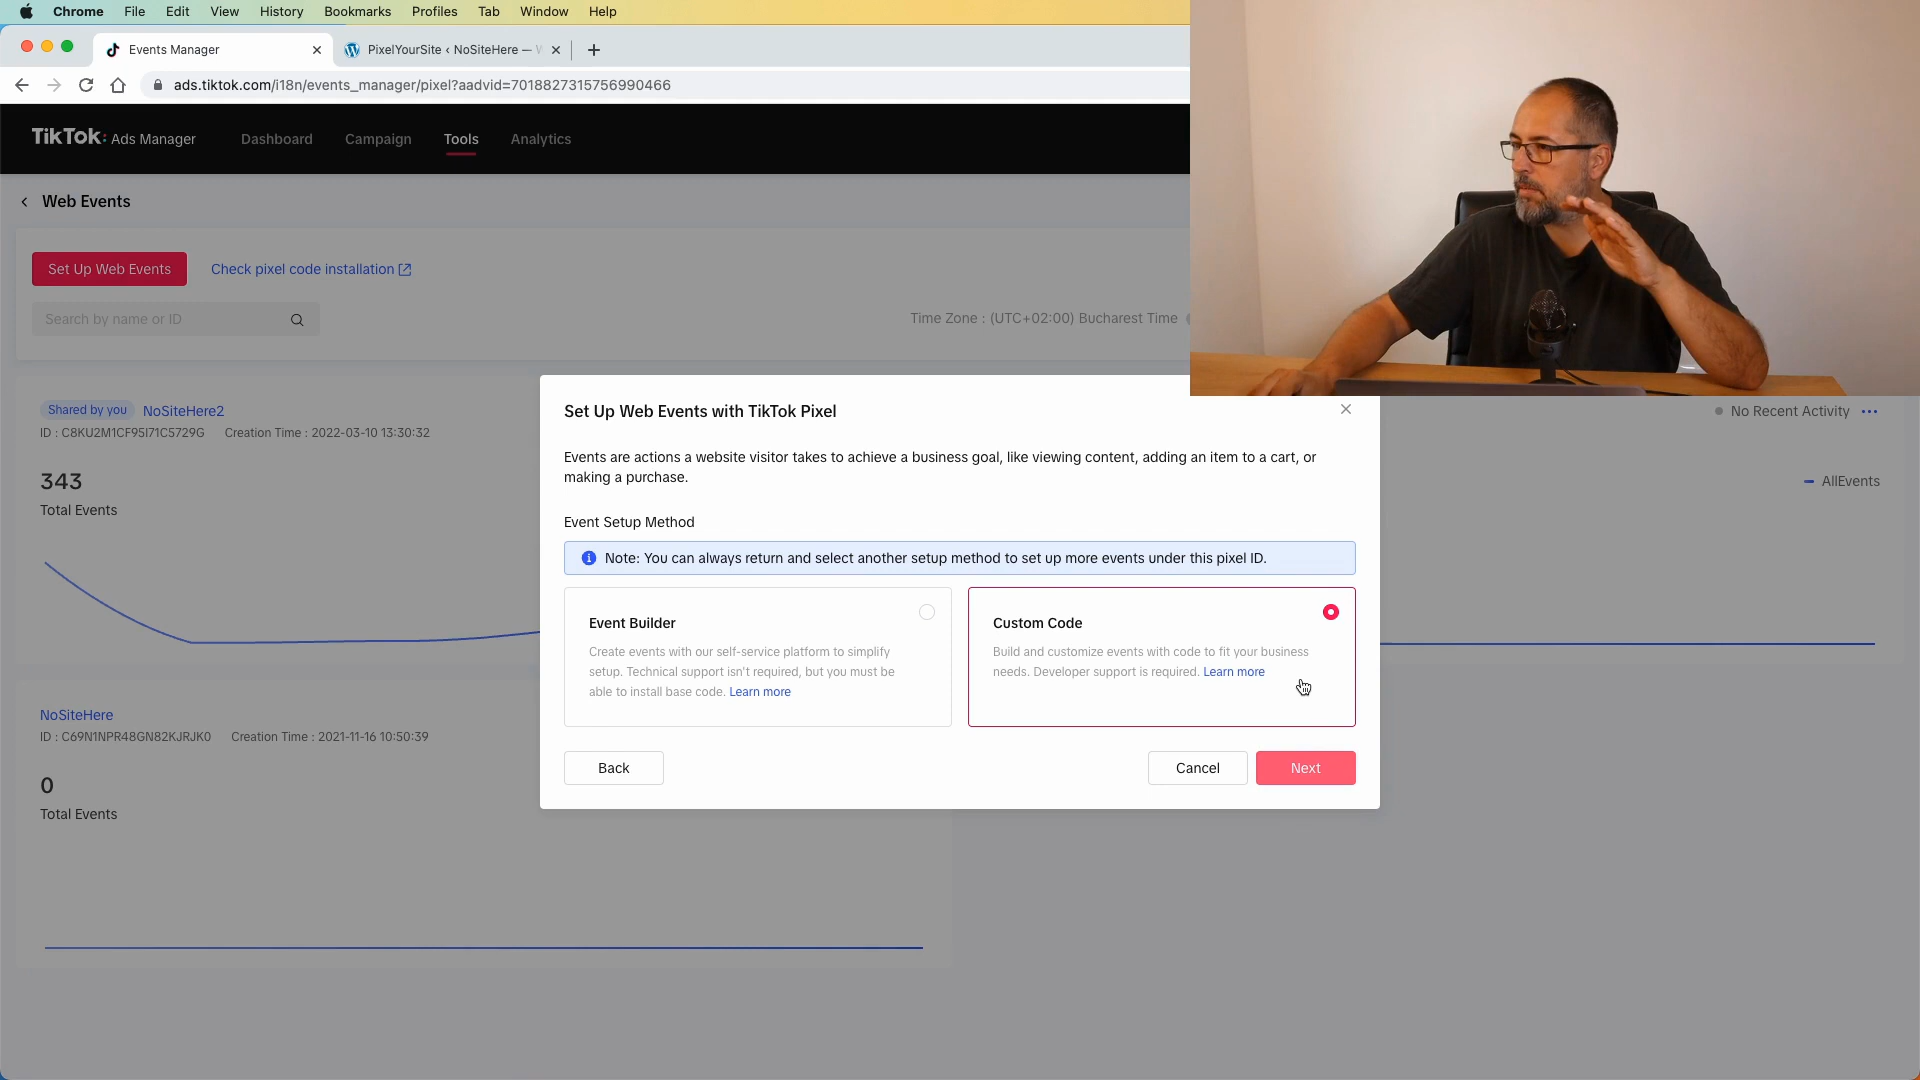 Chrome File Edit View History Bookmarks Profiles Tab Window Help
Events Manager
PixelYourSite ‹ NoSiteHere —
ads.tiktok.com/i18n/events_manager/pixel?aadvid=7018827315756990466
TikTok: Ads Manager Dashboard Campaign Tools Analytics
Web Events
Set Up Web Events Check pixel code installation
Search by name or ID
Time Zone : (UTC+02:00) Bucharest Time
Shared by you NoSiteHere2
ID : C8KU2M1CF95I71C5729G Creation Time : 2022-03-10 13:30:32
343
Total Events
No Recent Activity
AllEvents
NoSiteHere
ID : C69N1NPR48GN82KJRJK0 Creation Time : 2021-11-16 10:50:39
0
Total Events
Set Up Web Events with TikTok Pixel
Events are actions a website visitor takes to achieve a business goal, like viewing content, adding an item to a cart, or
making a purchase.
Event Setup Method
Note: You can always return and select another setup method to set up more events under this pixel ID.
Event Builder
Create events with our self-service platform to simplify
setup. Technical support isn't required, but you must be
able to install base code. Learn more
Custom Code
Build and customize events with code to fit your business
needs. Developer support is required. Learn more
Back
Cancel
Next